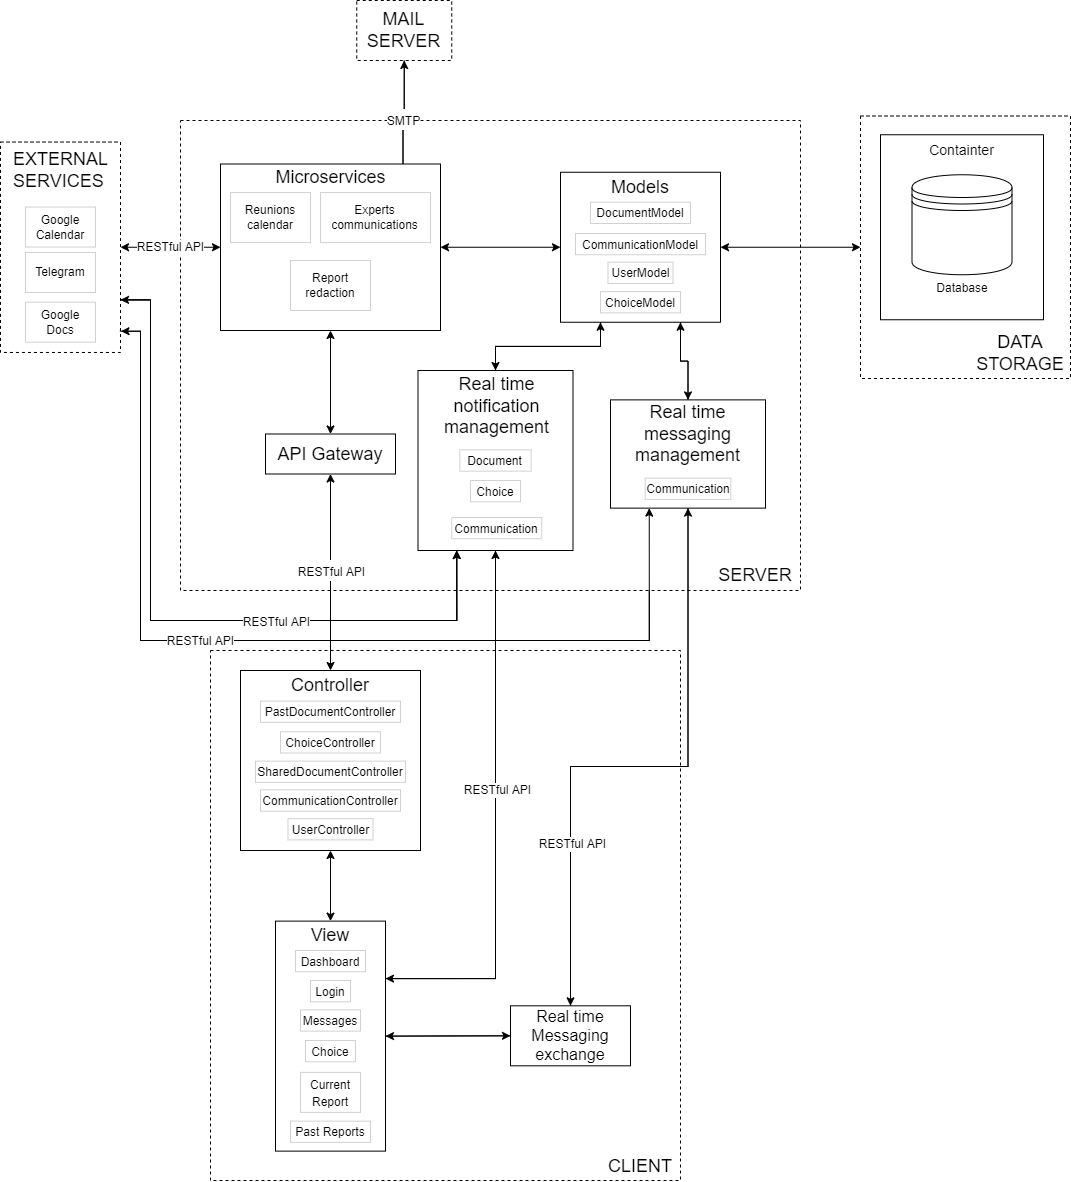 MAIL
SERVER
SMTP
EXTERNAL
SERVICES
Google
Calendar
Telegram
Google
Docs
RESTful API
Microservices
Reunions
calendar
Experts
communications
Report
redaction
Models
DocumentModel
CommunicationModel
UserModel
ChoiceModel
Containter
Database
DATA
STORAGE
API Gateway
Real time
notification
management
Document
Choice
Communication
Real time
messaging
management
Communication
RESTful API
SERVER
RESTful API
RESTful API
Controller
PastDocumentController
ChoiceController
SharedDocumentController
CommunicationController
UserController
RESTful API
RESTful API
View
Dashboard
Login
Messages
Choice
Current
Report
Past Reports
Real time
Messaging
exchange
CLIENT